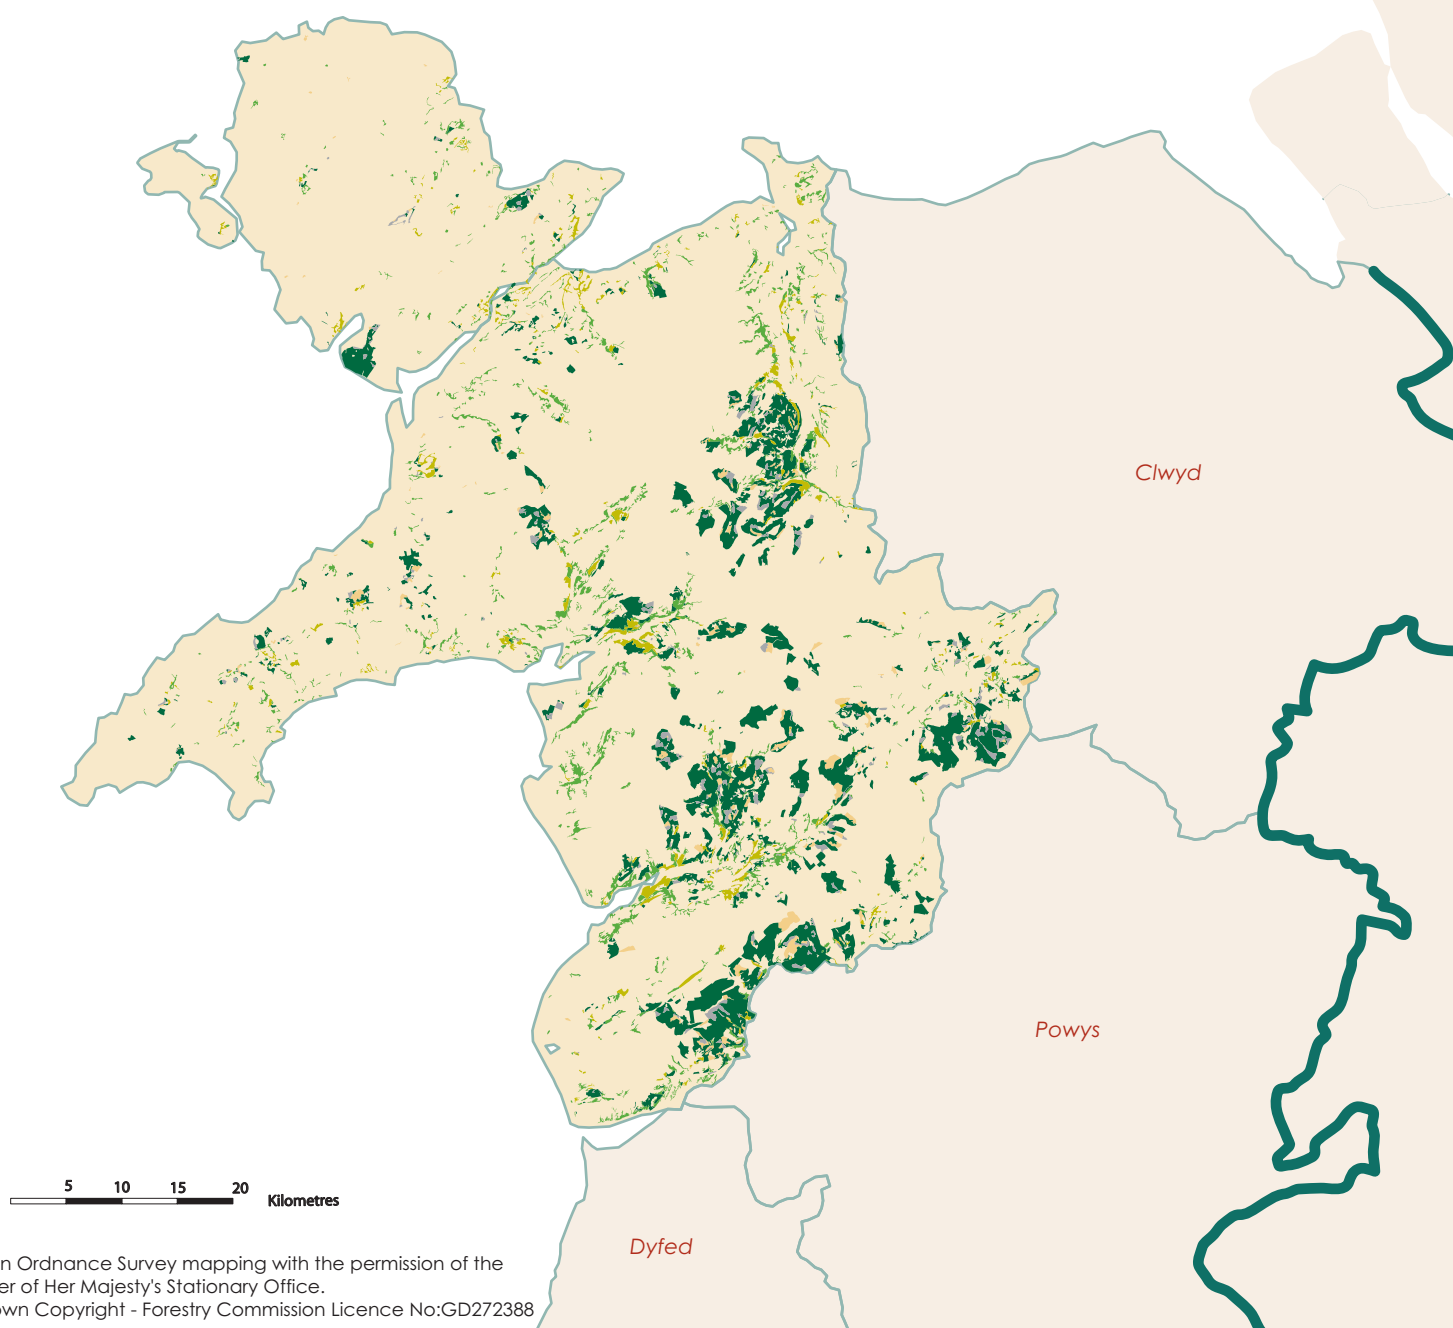 Clwyd
Powys
5 10 15 20 Kilometres
Dyfed
n Ordnance Survey mapping with the permission of the
er of Her Majesty's Stationary Office.
wn Copyright - Forestry Commission Licence No:GD272388